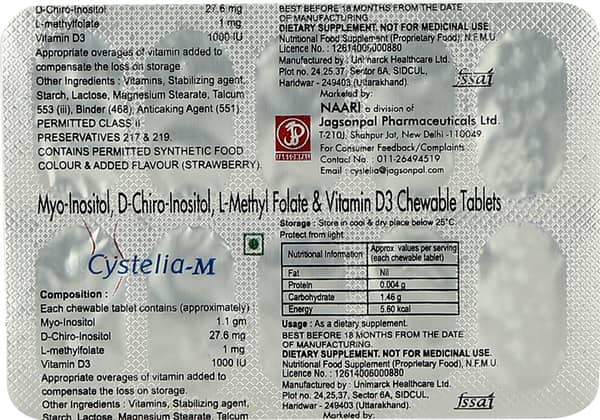 D-Chiro-Inositol 27.6 mg
L-methylfolate 1 mg
Vitamin D3 1000 IU
Appropriate overages of vitamin added to
compensate the loss on storage.
Other Ingredients : Vitamins, Stabilizing agent,
Starch, Lactose, Magnesium Stearate, Talcum
553 (iii), Binder (468), Anticaking Agent (551)
PERMITTED CLASS II
PRESERVATIVES 217 & 219.
CONTAINS PERMITTED SYNTHETIC FOOD
COLOUR & ADDED FLAVOUR (STRAWBERRY).
BEST BEFORE 18 MONTHS FROM THE DATE
OF MANUFACTURING.
DIETARY SUPPLEMENT. NOT FOR MEDICINAL USE.
Nutritional Food Supplement (Proprietary Food), N.F.M.U.
Licence No. : 12614006000880
Manufactured by : Unimarck Healthcare Ltd.
Plot no. 24,25,37, Sector 6A, SIDCUL,
Haridwar - 249403 (Uttarakhand).
fssai
Marketed by:
NAARI a division of
Jagsonpal Pharmaceuticals Ltd.
T-210J, Shahpur Jat, New Delhi -110049
For Consumer Feedback/Complaints
Contact No. : 011-26494519
Email : cystelia@jagsonpal.com
JAGSONPAL
Myo-Inositol, D-Chiro-Inositol, L-Methyl Folate & Vitamin D3 Chewable Tablets
Cystelia-M
Composition :
Each chewable tablet contains (approximately)
Myo-Inositol 1.1 gm
D-Chiro-Inositol 27.6 mg
L-methylfolate 1 mg
Vitamin D3 1000 IU
Appropriate overages of vitamin added to
compensate the loss on storage.
Other Ingredients : Vitamins, Stabilizing agent,
Starch, Lactose, Magnesium Stearate, Talcum
Storage : Store in cool & dry place below 25°C.
Protect from light
Nutritional Information Approx. values per serving
(each chewable tablet)
Fat Nil
Protein 0.004 g
Carbohydrate 1.46 g
Energy 5.60 kcal
Usage : As a dietary supplement.
BEST BEFORE 18 MONTHS FROM THE DATE
OF MANUFACTURING.
DIETARY SUPPLEMENT. NOT FOR MEDICINAL USE.
Nutritional Food Supplement (Proprietary Food), N.F.M.U.
Licence No. : 12614006000880
Manufactured by : Unimarck Healthcare Ltd.
Plot no. 24,25,37, Sector 6A, SIDCUL,
Haridwar - 249403 (Uttarakhand).
fssai
Marketed by: